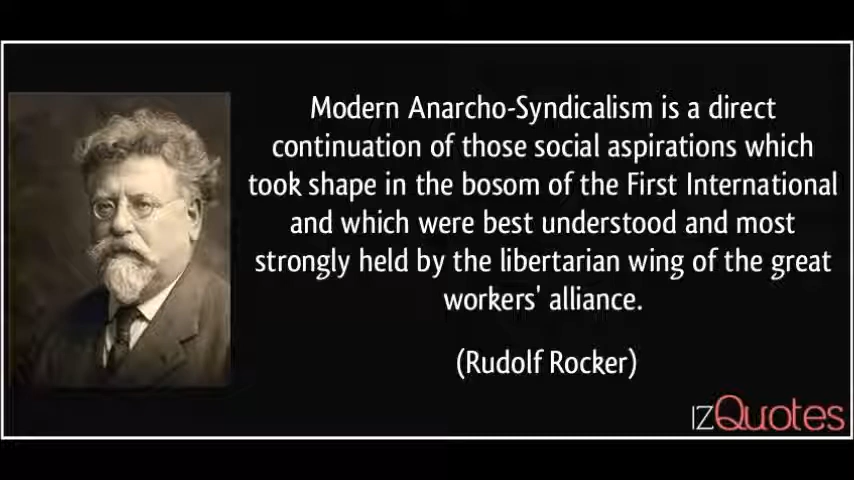 Modern Anarcho-Syndicalism is a direct
continuation of those social aspirations which
took shape in the bosom of the First International
and which were best understood and most
strongly held by the libertarian wing of the great
workers' alliance.
(Rudolf Rocker)
IZQuotes